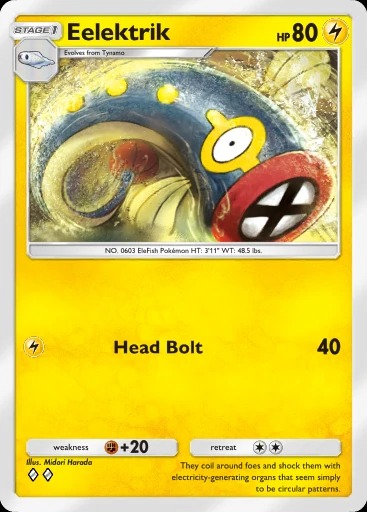 STAGE 1
Eelektrik
HP 80
Evolves from Tynamo
NO. 0603 EleFish Pokémon HT: 3'11" WT: 48.5 lbs.
Head Bolt 40
weakness +20 retreat
Illus. Midori Harada
They coil around foes and shock them with
electricity-generating organs that seem simply
to be circular patterns.